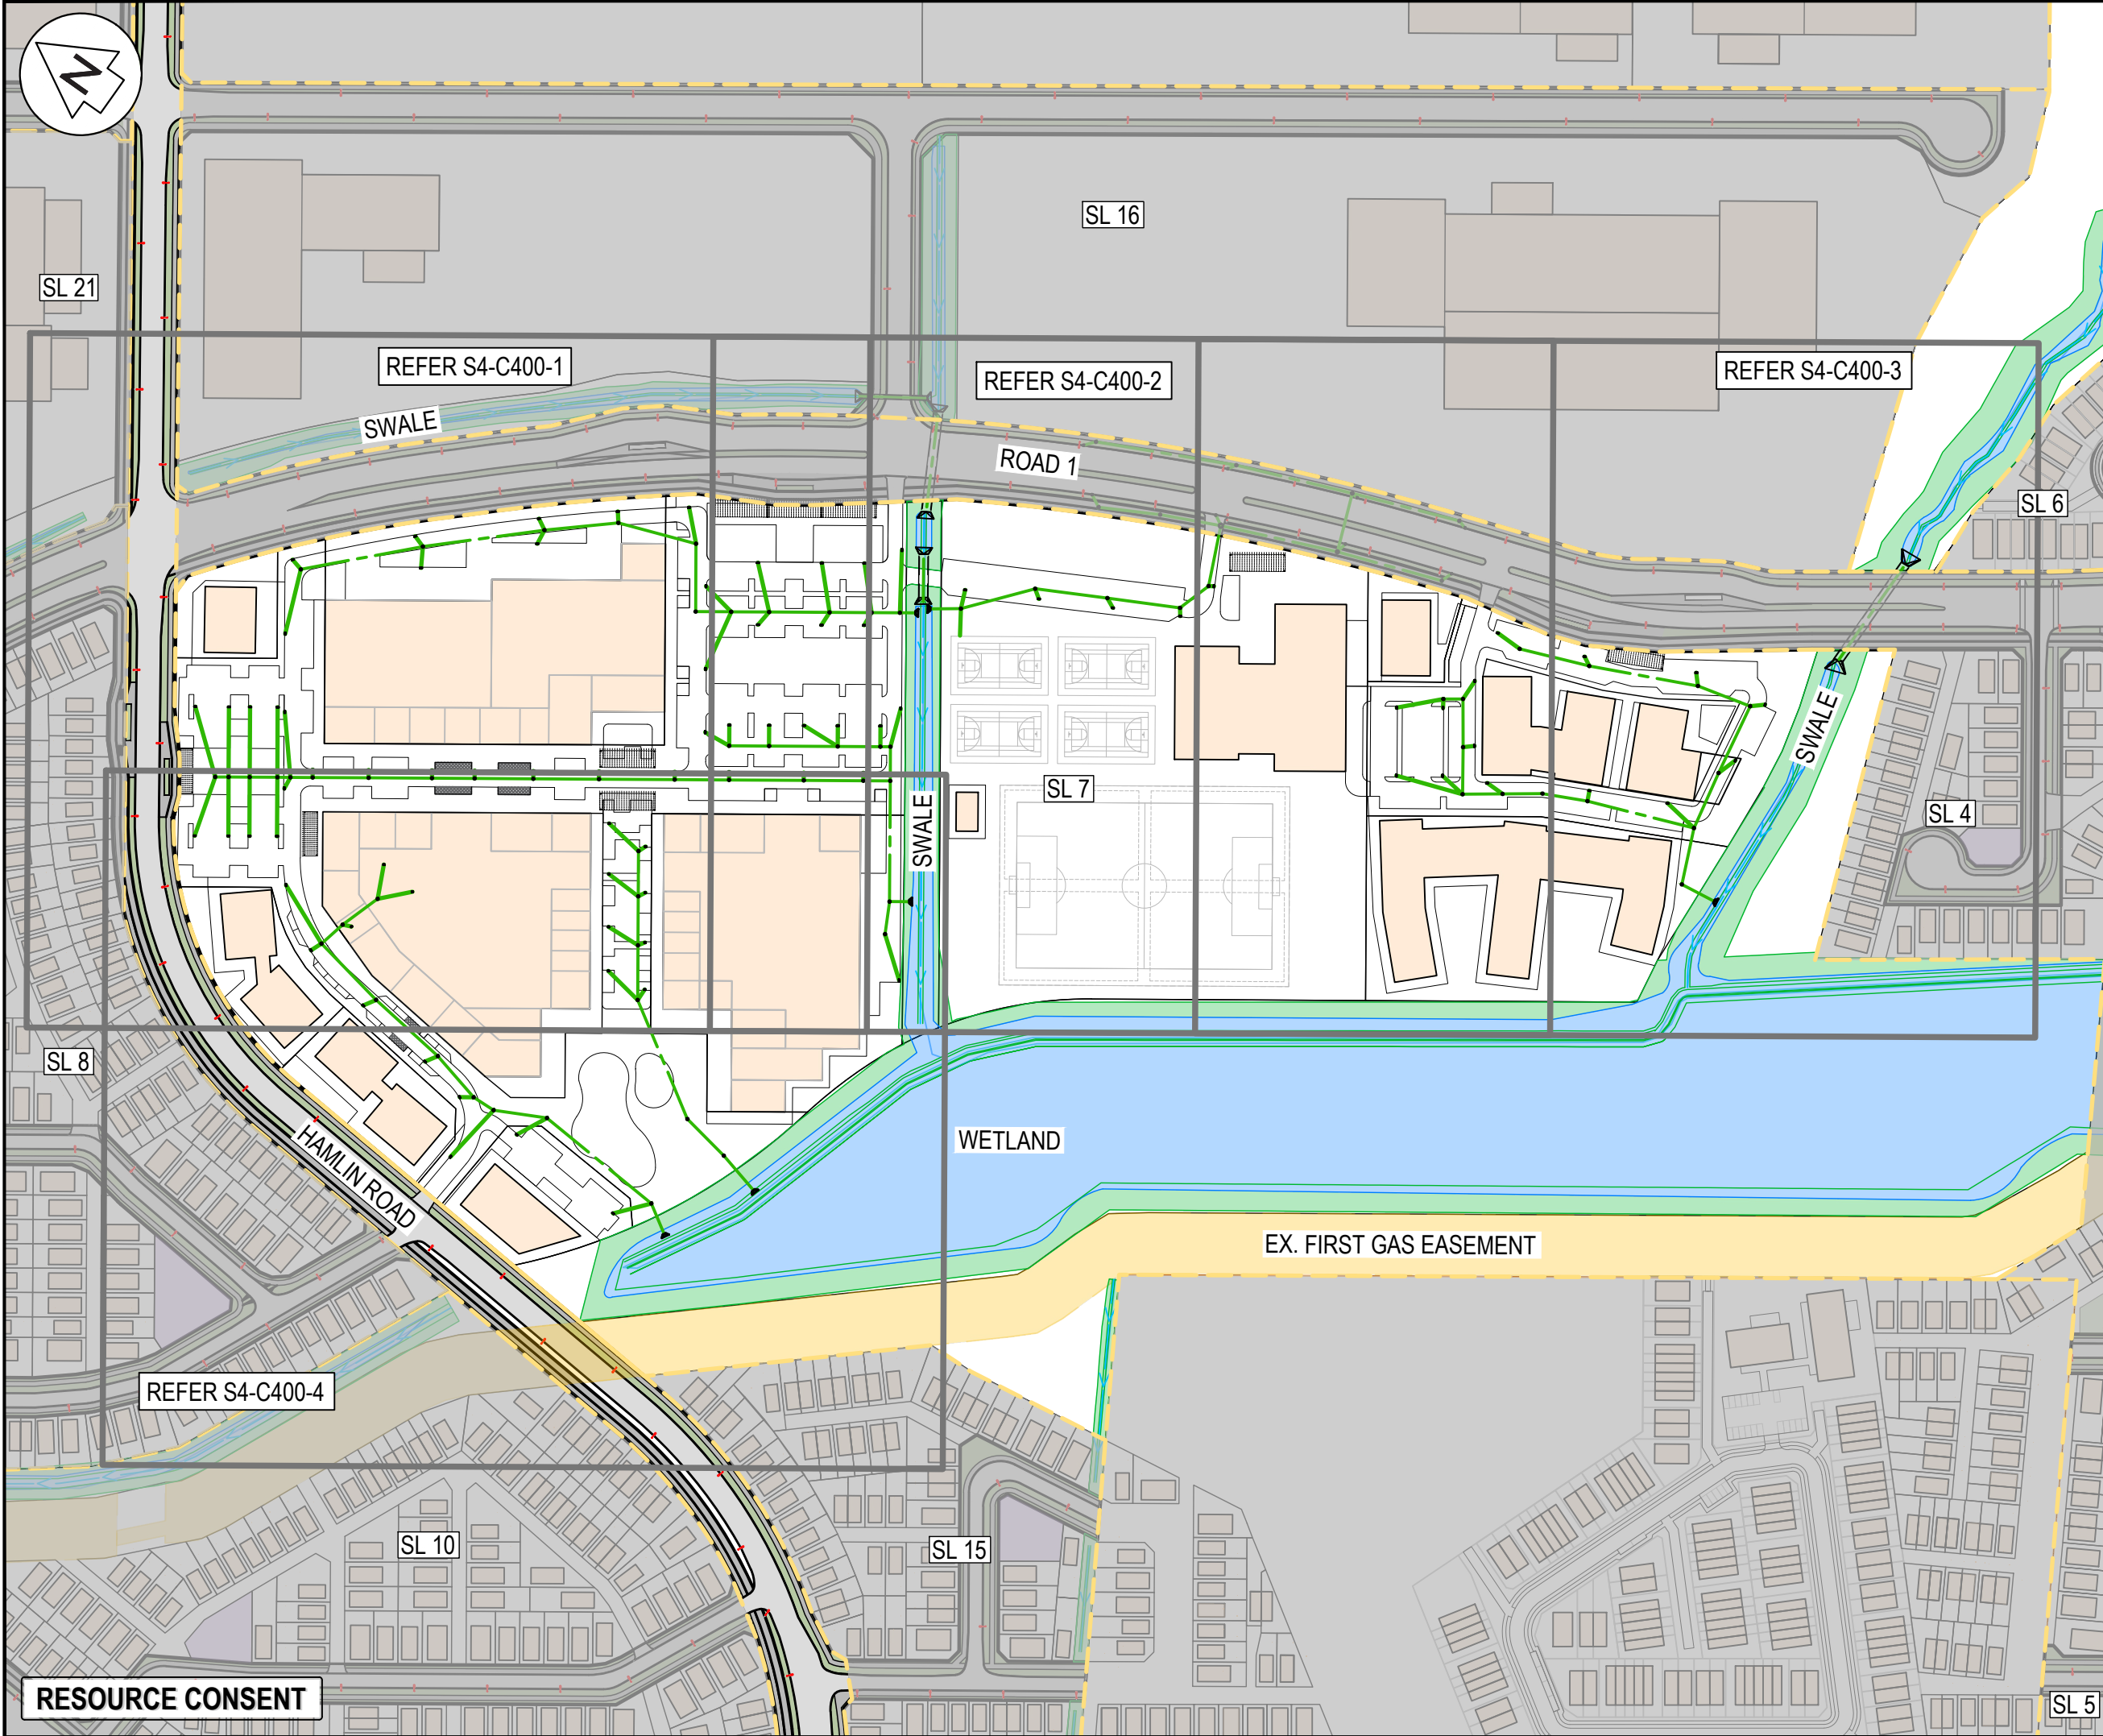 N
SL 16
SL 21
REFER S4-C400-1
REFER S4-C400-2
REFER S4-C400-3
SWALE
ROAD 1
SL 6
SWALE
SL 7
SWALE
SL 4
SL 8
HAMLIN ROAD
WETLAND
EX. FIRST GAS EASEMENT
REFER S4-C400-4
SL 10
SL 15
RESOURCE CONSENT
SL 5